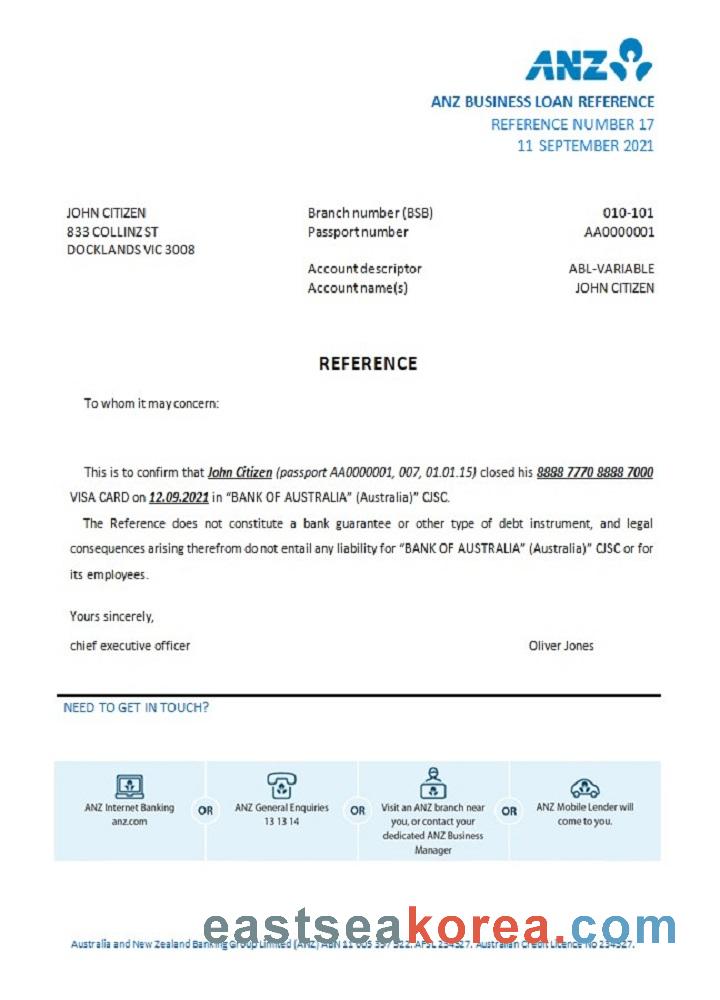 ANZ
ANZ BUSINESS LOAN REFERENCE
REFERENCE NUMBER 17
11 SEPTEMBER 2021
JOHN CITIZEN
833 COLLINZ ST
DOCKLANDS VIC 3008
Branch number (BSB) 010-101
Passport number AA0000001
Account descriptor ABL-VARIABLE
Account name(s) JOHN CITIZEN
REFERENCE
To whom it may concern:
This is to confirm that John Citizen (passport AA0000001, 007, 01.01.15) closed his 8888 7770 8888 7000
VISA CARD on 12.09.2021 in “BANK OF AUSTRALIA” (Australia)” CJSC.
The Reference does not constitute a bank guarantee or other type of debt instrument, and legal
consequences arising therefrom do not entail any liability for “BANK OF AUSTRALIA” (Australia)” CJSC or for
its employees.
Yours sincerely,
chief executive officer Oliver Jones
NEED TO GET IN TOUCH?
ANZ Internet Banking
anz.com
OR
ANZ General Enquiries
13 13 14
OR
Visit an ANZ branch near
you, or contact your
dedicated ANZ Business
Manager
OR
ANZ Mobile Lender will
come to you.
eastseakorea.com
Australia and New Zealand Banking Group Limited (ANZ) ABN 11 005 357 522. AFSL 234527. Australian Credit Licence No 234527.